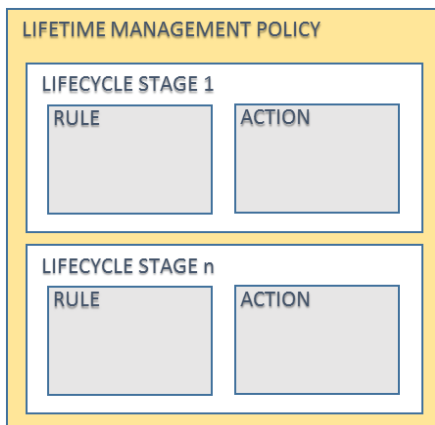 LIFETIME MANAGEMENT POLICY
LIFECYCLE STAGE 1
RULE
ACTION
LIFECYCLE STAGE n
RULE
ACTION